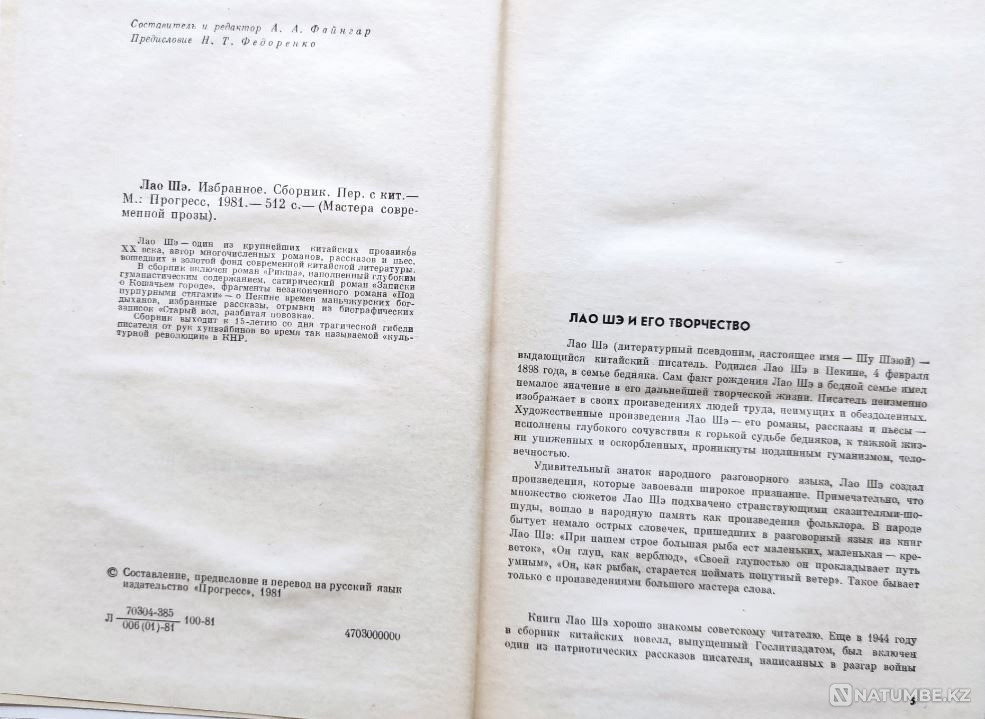 Составитель и редактор А. А. Файнгар
Предисловие Н. Т. Федоренко
Лао Шэ. Избранное. Сборник. Пер. с кит.—
М.: Прогресс, 1981.— 512 с.— (Мастера совре-
менной прозы).
Лао Шэ — один из крупнейших китайских прозаиков
XX века, автор многочисленных романов, рассказов и пьес,
вошедших в золотой фонд современной китайской литературы.
В сборник включен роман «Рикша», наполненный глубоким
гуманистическим содержанием, сатирический роман «Записки
о Кошачьем городе», фрагменты незаконченного романа «Под
пурпурными стягами» — о Пекине времен маньчжурских бог-
дыханов, избранные рассказы, отрывки из биографических
записок «Старый вол, разбитая повозка».
Сборник выходит к 15-летию со дня трагической гибели
писателя от рук хунвэйбинов во время так называемой «куль-
турной революции» в КНР.
© Составление, предисловие и перевод на русский язык
издательство «Прогресс», 1981
Л 70304-385
006(01)-81 100-81
4703000000
ЛАО ШЭ И ЕГО ТВОРЧЕСТВО
Лао Шэ (литературный псевдоним, настоящее имя — Шу Шэюй) —
выдающийся китайский писатель. Родился Лао Шэ в Пекине, 4 февраля
1898 года, в семье бедняка. Сам факт рождения Лао Шэ в бедной семье имел
немалое значение в его дальнейшей творческой жизни. Писатель неизменно
изображает в своих произведениях людей труда, неимущих и обездоленных.
Художественные произведения Лао Шэ — его романы, рассказы и пьесы —
исполнены глубокого сочувствия к горькой судьбе бедняков, к тяжкой жиз-
ни униженных и оскорбленных, проникнуты подлинным гуманизмом, чело-
вечностью.
Удивительный знаток народного разговорного языка, Лао Шэ создал
произведения, которые завоевали широкое признание. Примечательно, что
множество сюжетов Лао Шэ подхвачено странствующими сказителями-шо-
шуды, вошло в народную память как произведения фольклора. В народе
бытует немало острых словечек, пришедших в разговорный язык из книг
Лао Шэ: «При нашем строе большая рыба ест маленьких, маленькая — кре-
веток», «Он глуп, как верблюд», «Своей глупостью он прокладывает путь
умным», «Он, как рыбак, старается поймать попутный ветер». Такое бывает
только с произведениями большого мастера слова.
Книги Лао Шэ хорошо знакомы советскому читателю. Еще в 1944 году
в сборник китайских новелл, выпущенный Гослитиздатом, был включен
один из патриотических рассказов писателя, написанных в разгар войны
5
NATUMBE.KZ